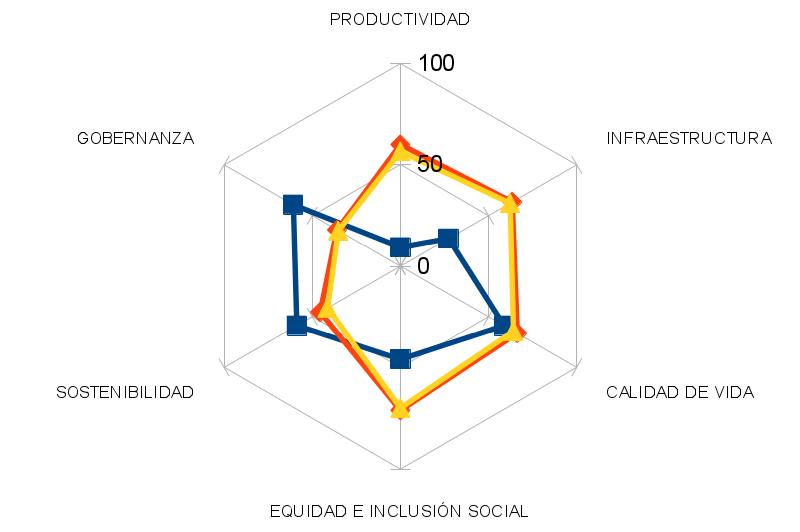 PRODUCTIVIDAD
100
GOBERNANZA
INFRAESTRUCTURA
50
0
SOSTENIBILIDAD
CALIDAD DE VIDA
EQUIDAD E INCLUSIÓN SOCIAL